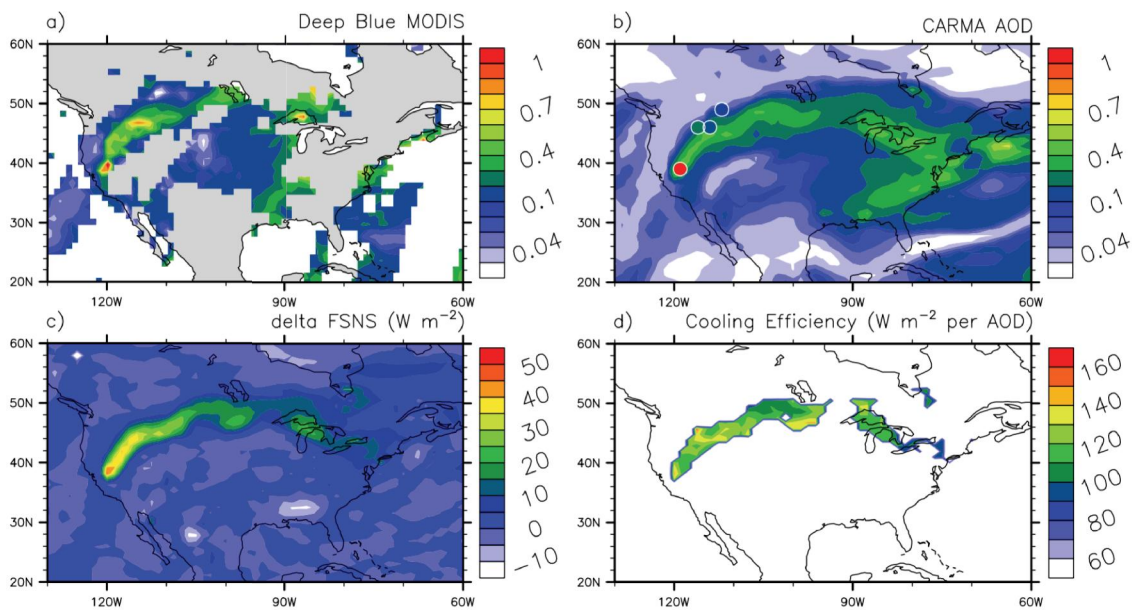 a) Deep Blue MODIS
60N
50N
40N
30N
20N
120W 90W 60W
1
0.7
0.4
0.1
0.04
b) CARMA AOD
60N
50N
40N
30N
20N
120W 90W 60W
1
0.7
0.4
0.1
0.04
c) delta FSNS (W m⁻²)
60N
50N
40N
30N
20N
120W 90W 60W
50
40
30
20
10
0
−10
d) Cooling Efficiency (W m⁻² per AOD)
60N
50N
40N
30N
20N
120W 90W 60W
160
140
120
100
80
60